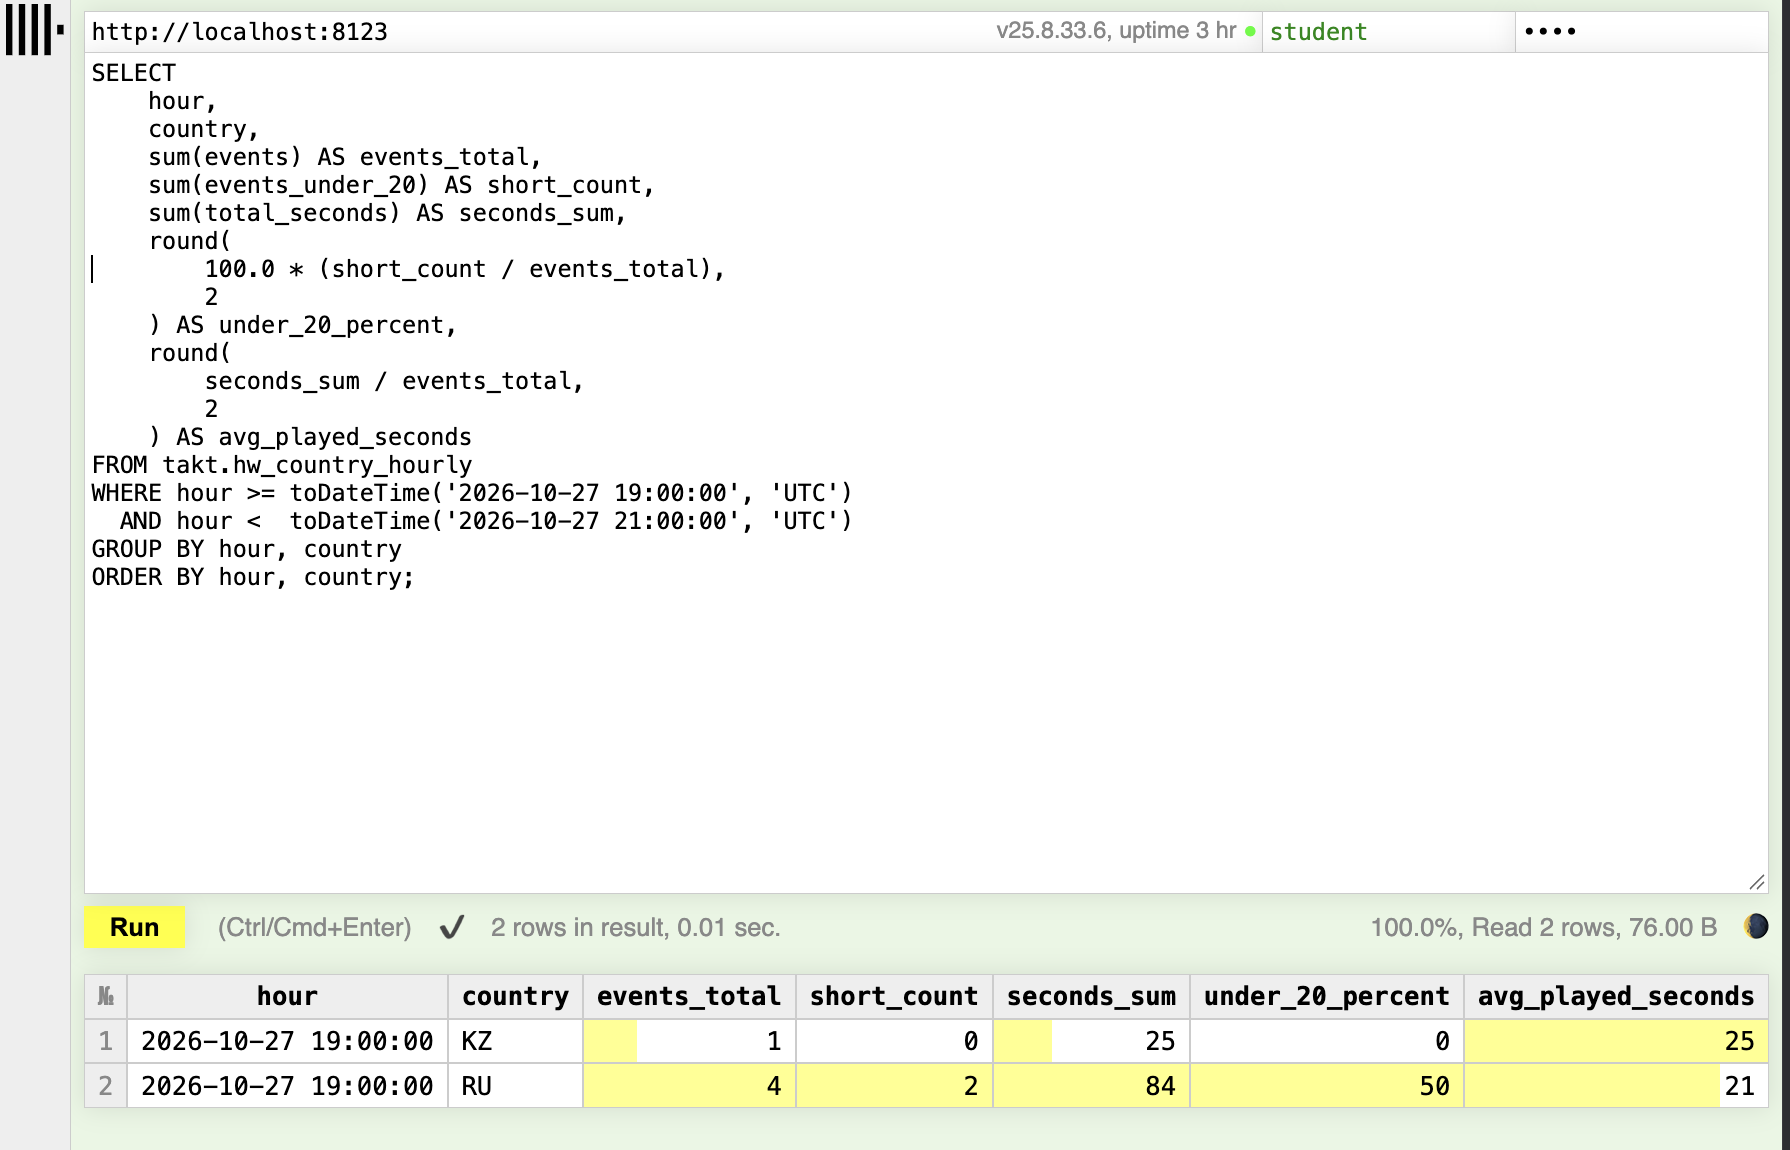 http://localhost:8123 v25.8.33.6, uptime 3 hr student ••••
SELECT
    hour,
    country,
    sum(events) AS events_total,
    sum(events_under_20) AS short_count,
    sum(total_seconds) AS seconds_sum,
    round(
        100.0 * (short_count / events_total),
        2
    ) AS under_20_percent,
    round(
        seconds_sum / events_total,
        2
    ) AS avg_played_seconds
FROM takt.hw_country_hourly
WHERE hour >= toDateTime('2026-10-27 19:00:00', 'UTC')
  AND hour <  toDateTime('2026-10-27 21:00:00', 'UTC')
GROUP BY hour, country
ORDER BY hour, country;
Run (Ctrl/Cmd+Enter) ✔ 2 rows in result, 0.01 sec. 100.0%, Read 2 rows, 76.00 B
№ hour country events_total short_count seconds_sum under_20_percent avg_played_seconds
1 2026-10-27 19:00:00 KZ 1 0 25 0 25
2 2026-10-27 19:00:00 RU 4 2 84 50 21